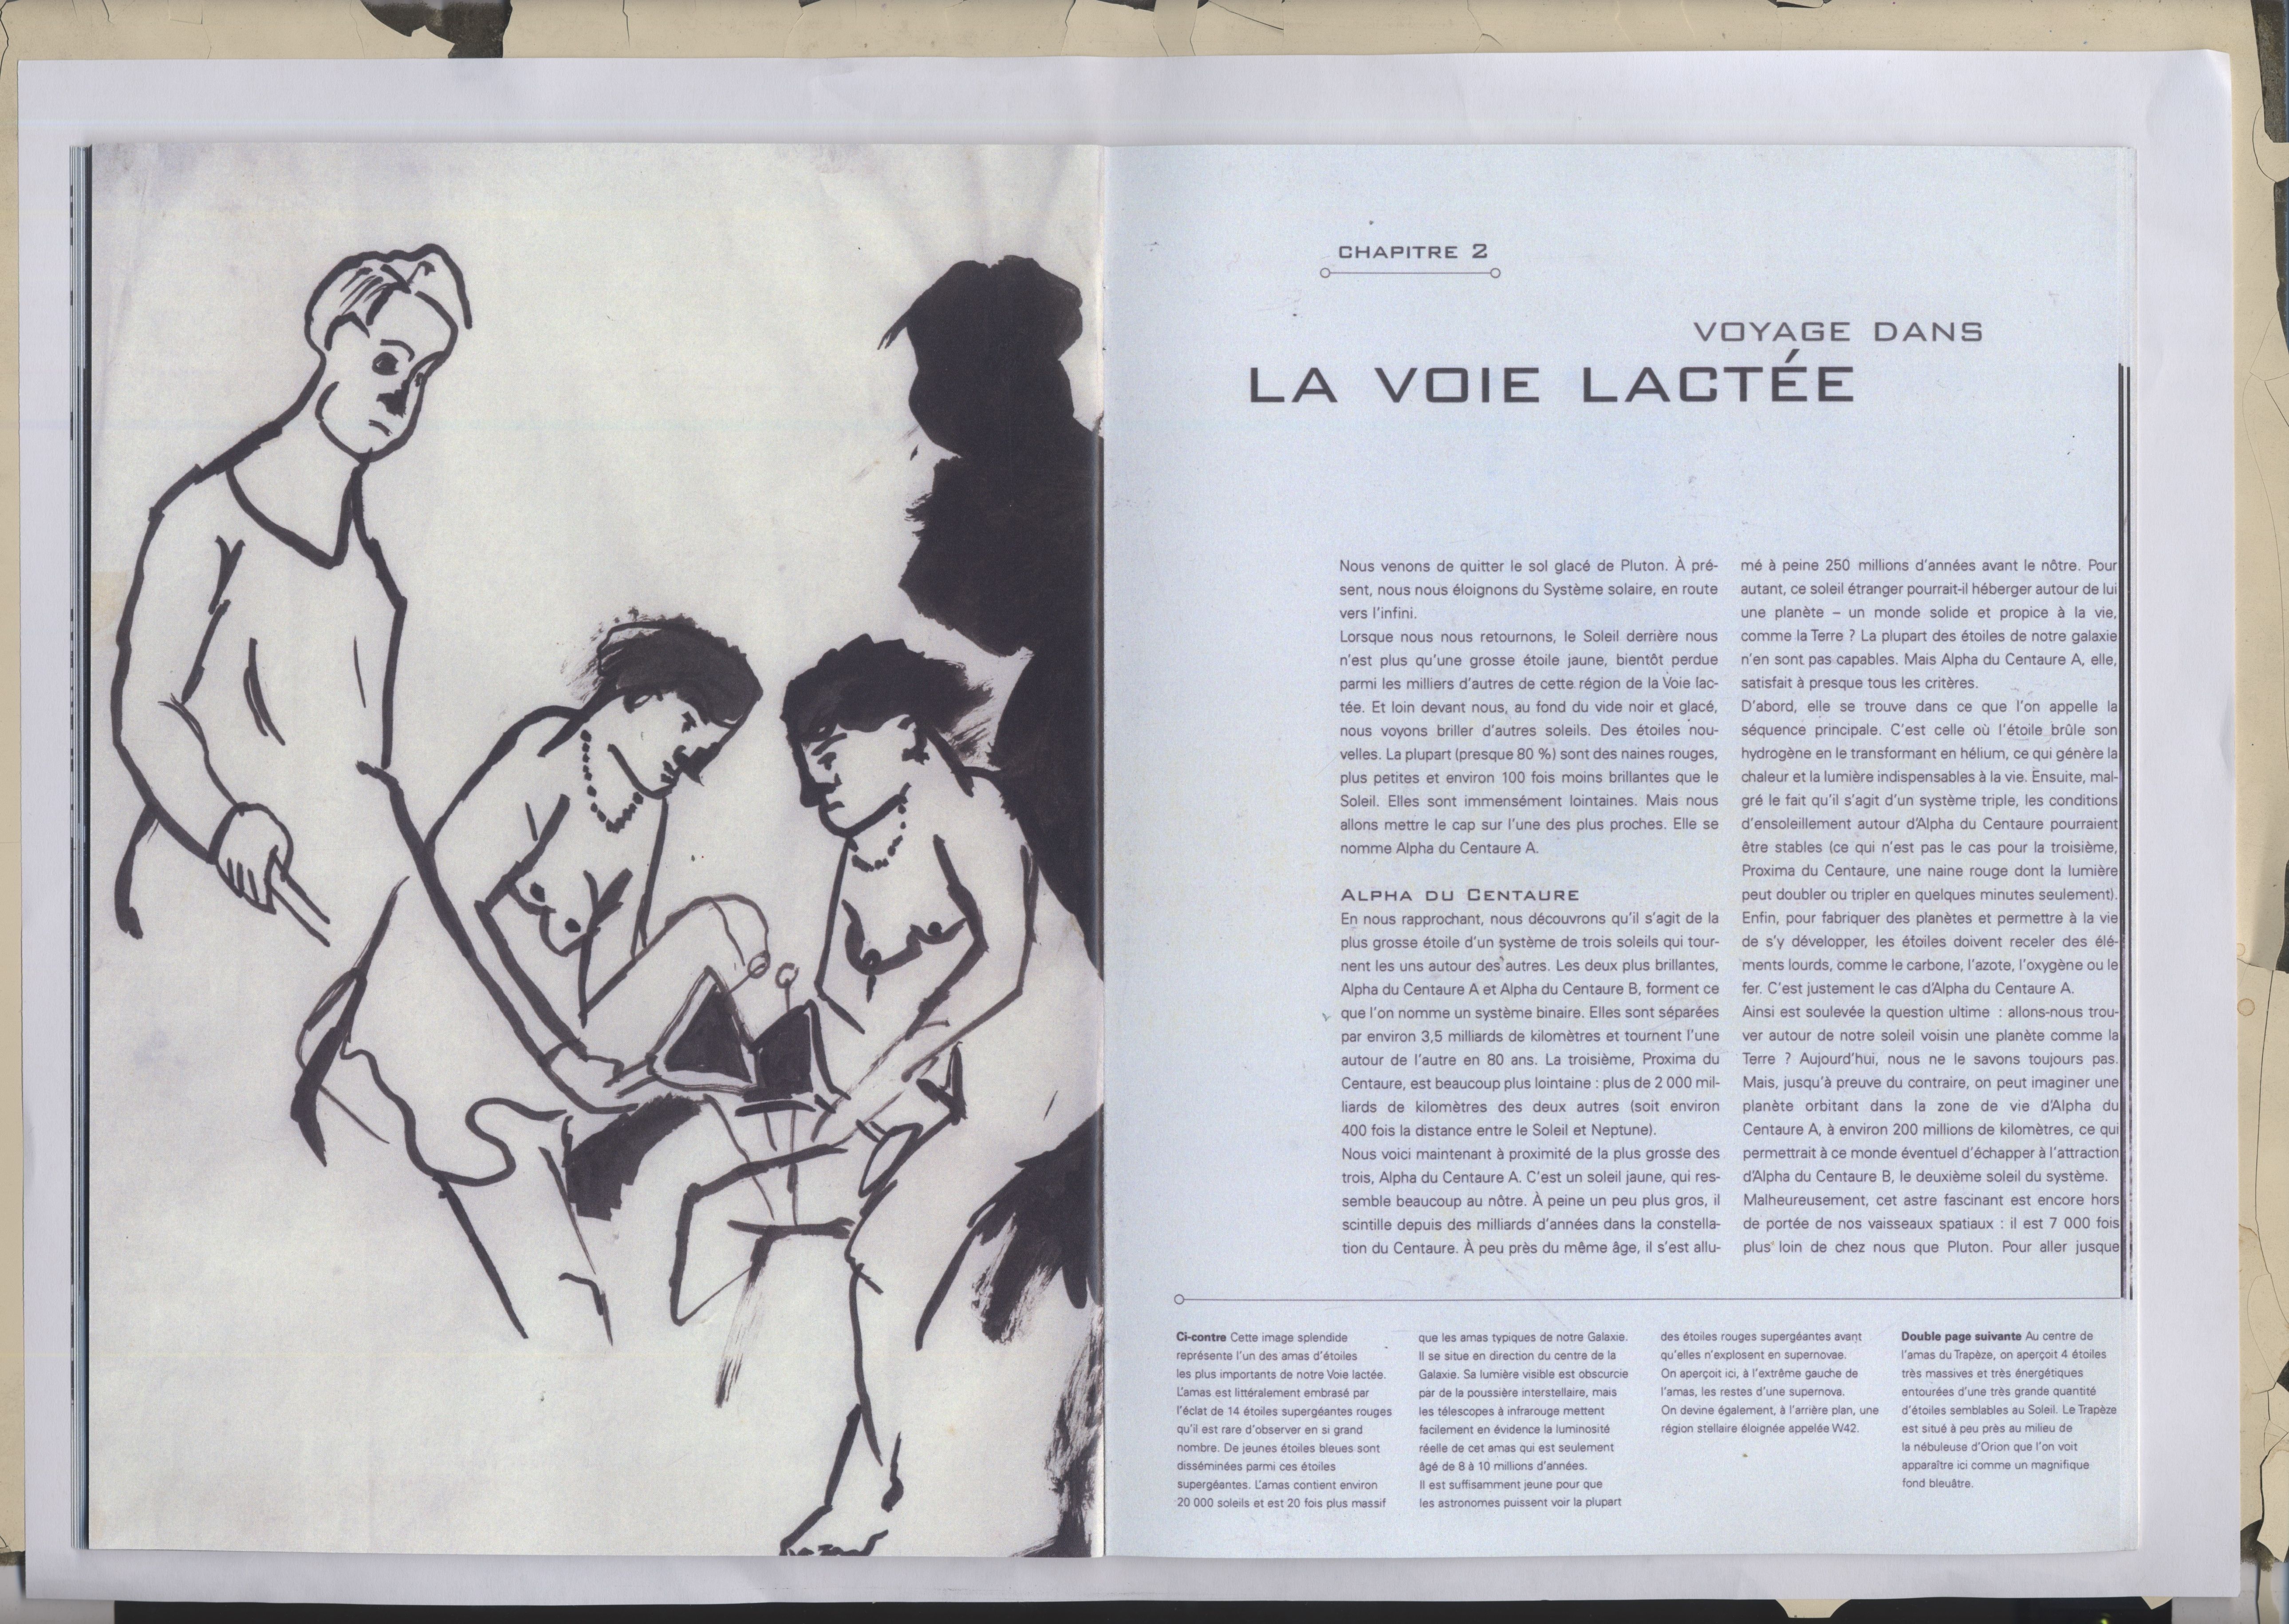 CHAPITRE 2
VOYAGE DANS
LA VOIE LACTÉE
Nous venons de quitter le sol glacé de Pluton. À pré-
sent, nous nous éloignons du Système solaire, en route
vers l'infini.
Lorsque nous nous retournons, le Soleil derrière nous
n'est plus qu'une grosse étoile jaune, bientôt perdue
parmi les milliers d'autres de cette région de la Voie lac-
tée. Et loin devant nous, au fond du vide noir et glacé,
nous voyons briller d'autres soleils. Des étoiles nou-
velles. La plupart (presque 80 %) sont des naines rouges,
plus petites et environ 100 fois moins brillantes que le
Soleil. Elles sont immensément lointaines. Mais nous
allons mettre le cap sur l'une des plus proches. Elle se
nomme Alpha du Centaure A.
ALPHA DU CENTAURE
En nous rapprochant, nous découvrons qu'il s'agit de la
plus grosse étoile d'un système de trois soleils qui tour-
nent les uns autour des autres. Les deux plus brillantes,
Alpha du Centaure A et Alpha du Centaure B, forment ce
que l'on nomme un système binaire. Elles sont séparées
par environ 3,5 milliards de kilomètres et tournent l'une
autour de l'autre en 80 ans. La troisième, Proxima du
Centaure, est beaucoup plus lointaine : plus de 2 000 mil-
liards de kilomètres des deux autres (soit environ
400 fois la distance entre le Soleil et Neptune).
Nous voici maintenant à proximité de la plus grosse des
trois, Alpha du Centaure A. C'est un soleil jaune, qui res-
semble beaucoup au nôtre. À peine un peu plus gros, il
scintille depuis des milliards d'années dans la constella-
tion du Centaure. À peu près du même âge, il s'est allu-
mé à peine 250 millions d'années avant le nôtre. Pour
autant, ce soleil étranger pourrait-il héberger autour de lui
une planète – un monde solide et propice à la vie,
comme la Terre ? La plupart des étoiles de notre galaxie
n'en sont pas capables. Mais Alpha du Centaure A, elle,
satisfait à presque tous les critères.
D'abord, elle se trouve dans ce que l'on appelle la
séquence principale. C'est celle où l'étoile brûle son
hydrogène en le transformant en hélium, ce qui génère la
chaleur et la lumière indispensables à la vie. Ensuite, mal-
gré le fait qu'il s'agit d'un système triple, les conditions
d'ensoleillement autour d'Alpha du Centaure pourraient
être stables (ce qui n'est pas le cas pour la troisième,
Proxima du Centaure, une naine rouge dont la lumière
peut doubler ou tripler en quelques minutes seulement).
Enfin, pour fabriquer des planètes et permettre à la vie
de s'y développer, les étoiles doivent receler des élé-
ments lourds, comme le carbone, l'azote, l'oxygène ou le
fer. C'est justement le cas d'Alpha du Centaure A.
Ainsi est soulevée la question ultime : allons-nous trou-
ver autour de notre soleil voisin une planète comme la
Terre ? Aujourd'hui, nous ne le savons toujours pas.
Mais, jusqu'à preuve du contraire, on peut imaginer une
planète orbitant dans la zone de vie d'Alpha du
Centaure A, à environ 200 millions de kilomètres, ce qui
permettrait à ce monde éventuel d'échapper à l'attraction
d'Alpha du Centaure B, le deuxième soleil du système.
Malheureusement, cet astre fascinant est encore hors
de portée de nos vaisseaux spatiaux : il est 7 000 fois
plus loin de chez nous que Pluton. Pour aller jusque
Ci-contre Cette image splendide
représente l'un des amas d'étoiles
les plus importants de notre Voie lactée.
L'amas est littéralement embrasé par
l'éclat de 14 étoiles supergéantes rouges
qu'il est rare d'observer en si grand
nombre. De jeunes étoiles bleues sont
disséminées parmi ces étoiles
supergéantes. L'amas contient environ
20 000 soleils et est 20 fois plus massif
que les amas typiques de notre Galaxie.
Il se situe en direction du centre de la
Galaxie. Sa lumière visible est obscurcie
par de la poussière interstellaire, mais
les télescopes à infrarouge mettent
facilement en évidence la luminosité
réelle de cet amas qui est seulement
âgé de 8 à 10 millions d'années.
Il est suffisamment jeune pour que
les astronomes puissent voir la plupart
des étoiles rouges supergéantes avant
qu'elles n'explosent en supernovae.
On aperçoit ici, à l'extrême gauche de
l'amas, les restes d'une supernova.
On devine également, à l'arrière plan, une
région stellaire éloignée appelée W42.
Double page suivante Au centre de
l'amas du Trapèze, on aperçoit 4 étoiles
très massives et très énergétiques
entourées d'une très grande quantité
d'étoiles semblables au Soleil. Le Trapèze
est situé à peu près au milieu de
la nébuleuse d'Orion que l'on voit
apparaître ici comme un magnifique
fond bleuâtre.